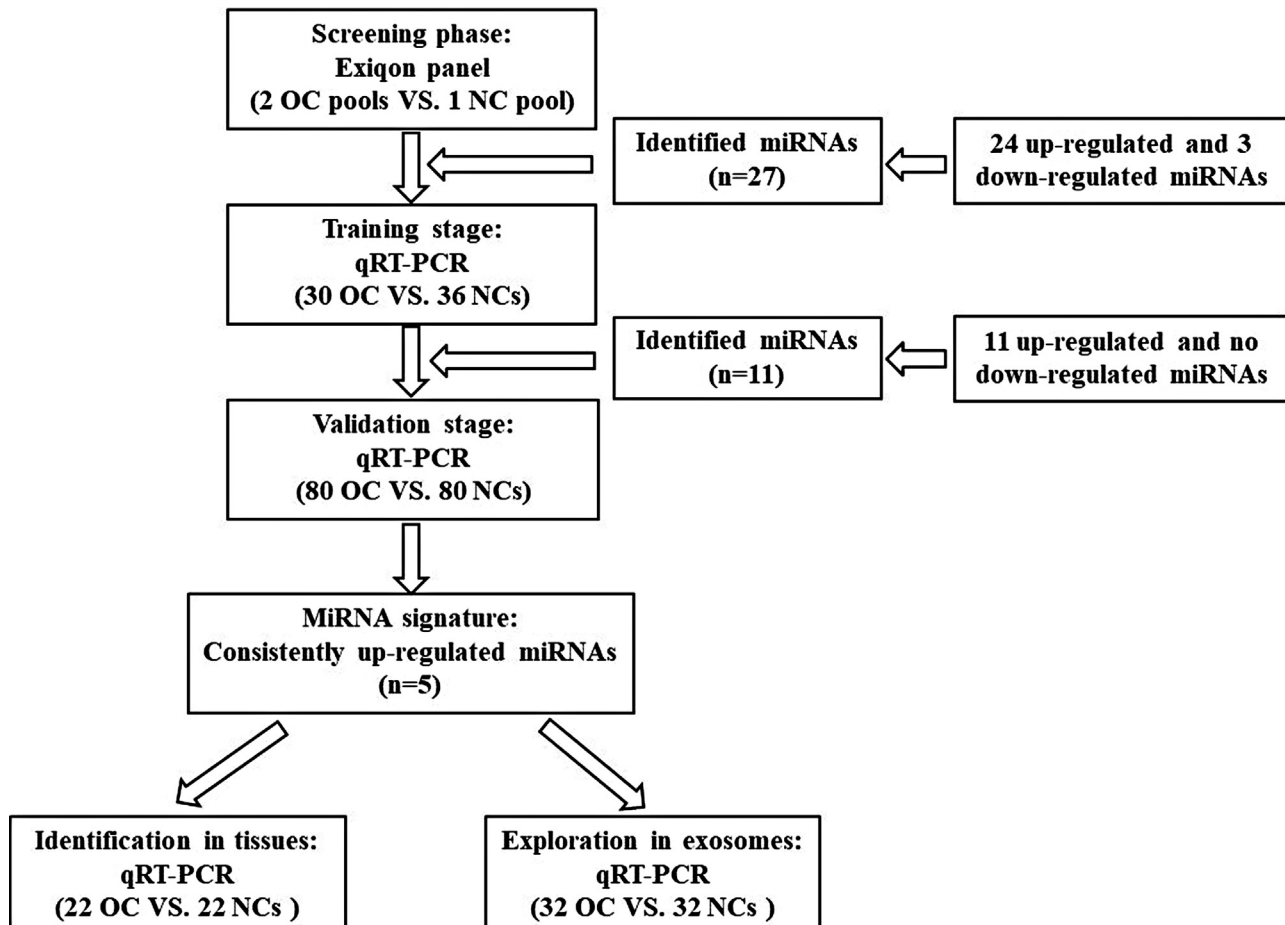 Screening phase:
Exiqon panel
(2 OC pools VS. 1 NC pool)
Identified miRNAs
(n=27)
24 up-regulated and 3
down-regulated miRNAs
Training stage:
qRT-PCR
(30 OC VS. 36 NCs)
Identified miRNAs
(n=11)
11 up-regulated and no
down-regulated miRNAs
Validation stage:
qRT-PCR
(80 OC VS. 80 NCs)
MiRNA signature:
Consistently up-regulated miRNAs
(n=5)
Identification in tissues:
qRT-PCR
(22 OC VS. 22 NCs )
Exploration in exosomes:
qRT-PCR
(32 OC VS. 32 NCs )